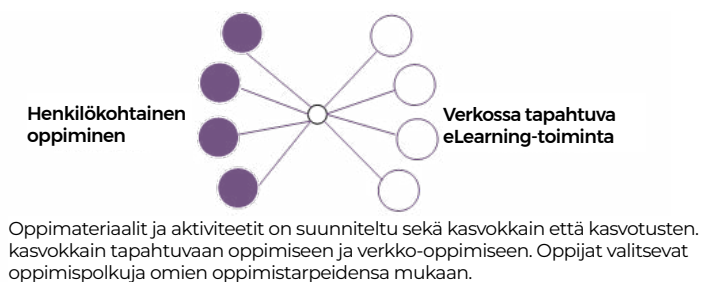 Henkilökohtainen
oppiminen
Verkossa tapahtuva
eLearning-toiminta
Oppimateriaalit ja aktiviteetit on suunniteltu sekä kasvokkain että kasvotusten.
kasvokkain tapahtuvaan oppimiseen ja verkko-oppimiseen. Oppijat valitsevat
oppimispolkuja omien oppimistarpeidensa mukaan.